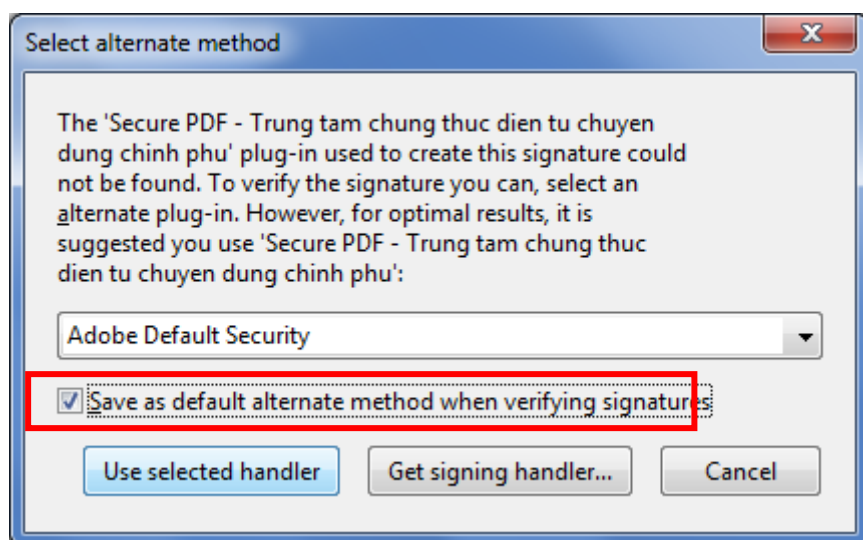 Select alternate method
The 'Secure PDF - Trung tam chung thuc dien tu chuyen
dung chinh phu' plug-in used to create this signature could
not be found. To verify the signature you can, select an
alternate plug-in. However, for optimal results, it is
suggested you use 'Secure PDF - Trung tam chung thuc
dien tu chuyen dung chinh phu':
Adobe Default Security
Save as default alternate method when verifying signatures
Use selected handler Get signing handler... Cancel